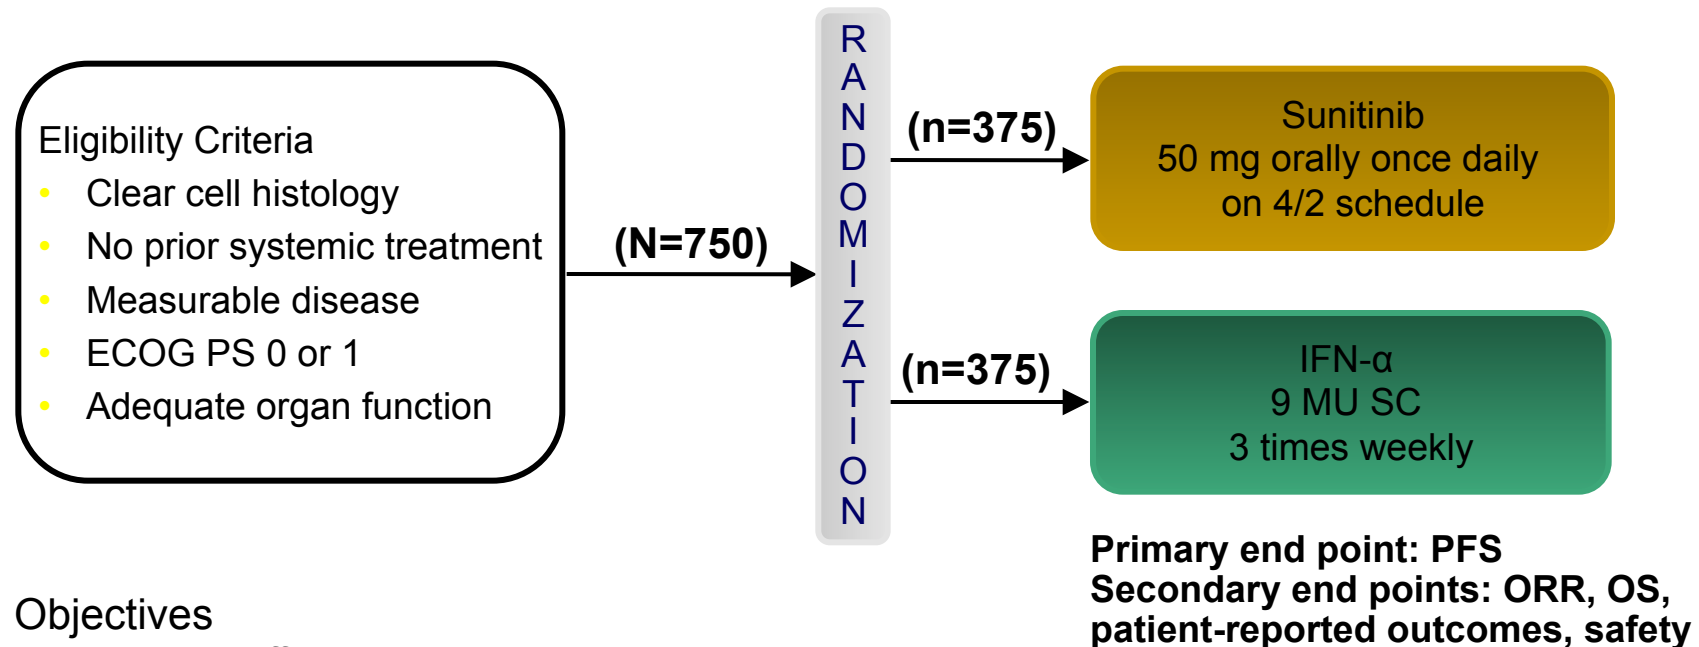 Eligibility Criteria
• Clear cell histology
• No prior systemic treatment
• Measurable disease
• ECOG PS 0 or 1
• Adequate organ function
(N=750)
R
A
N
D
O
M
I
Z
A
T
I
O
N
(n=375)
Sunitinib
50 mg orally once daily
on 4/2 schedule
(n=375)
IFN-α
9 MU SC
3 times weekly
Primary end point: PFS
Secondary end points: ORR, OS,
patient-reported outcomes, safety
Objectives